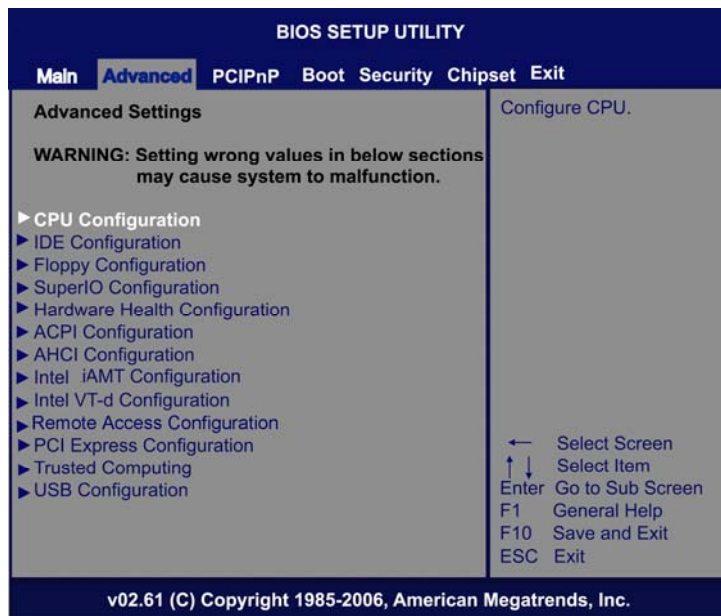 BIOS SETUP UTILITY
Main Advanced PCIPnP Boot Security Chipset Exit
Advanced Settings
WARNING: Setting wrong values in below sections
may cause system to malfunction.
CPU Configuration
IDE Configuration
Floppy Configuration
SuperIO Configuration
Hardware Health Configuration
ACPI Configuration
AHCI Configuration
Intel iAMT Configuration
Intel VT-d Configuration
Remote Access Configuration
PCI Express Configuration
Trusted Computing
USB Configuration
Configure CPU.
← Select Screen
↑ ↓ Select Item
Enter Go to Sub Screen
F1 General Help
F10 Save and Exit
ESC Exit
v02.61 (C) Copyright 1985-2006, American Megatrends, Inc.